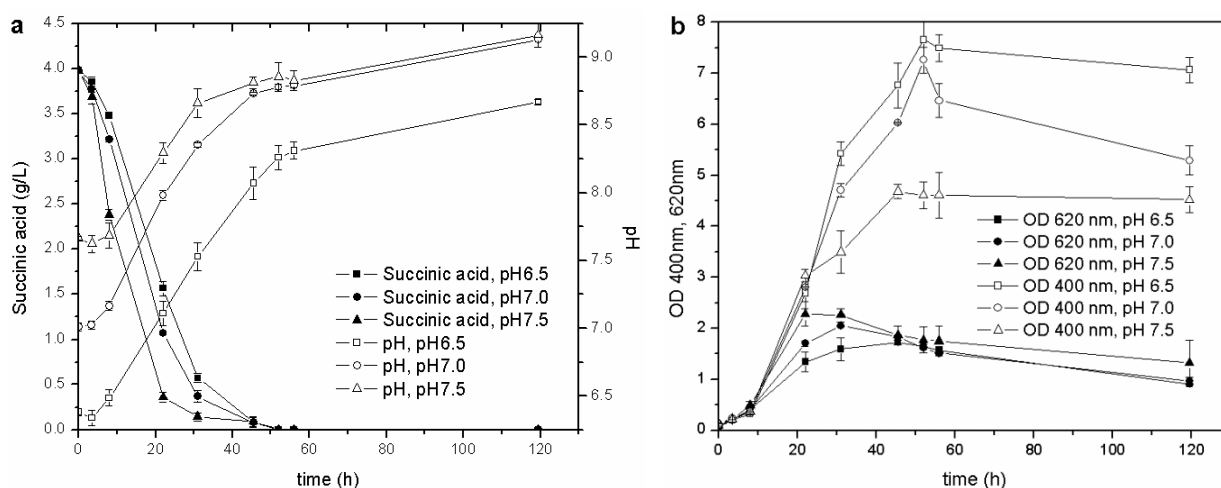 a
4.5
4.0
3.5
3.0
2.5
2.0
1.5
1.0
0.5
0.0
Succinic acid (g/L)
0
20
40
60
80
100
120
time (h)
9.0
8.5
8.0
7.5
7.0
6.5
pH
Succinic acid, pH6.5
Succinic acid, pH7.0
Succinic acid, pH7.5
pH, pH6.5
pH, pH7.0
pH, pH7.5
b
8
7
6
5
4
3
2
1
0
OD 400nm, 620nm
0
20
40
60
80
100
120
time (h)
OD 620 nm, pH 6.5
OD 620 nm, pH 7.0
OD 620 nm, pH 7.5
OD 400 nm, pH 6.5
OD 400 nm, pH 7.0
OD 400 nm, pH 7.5